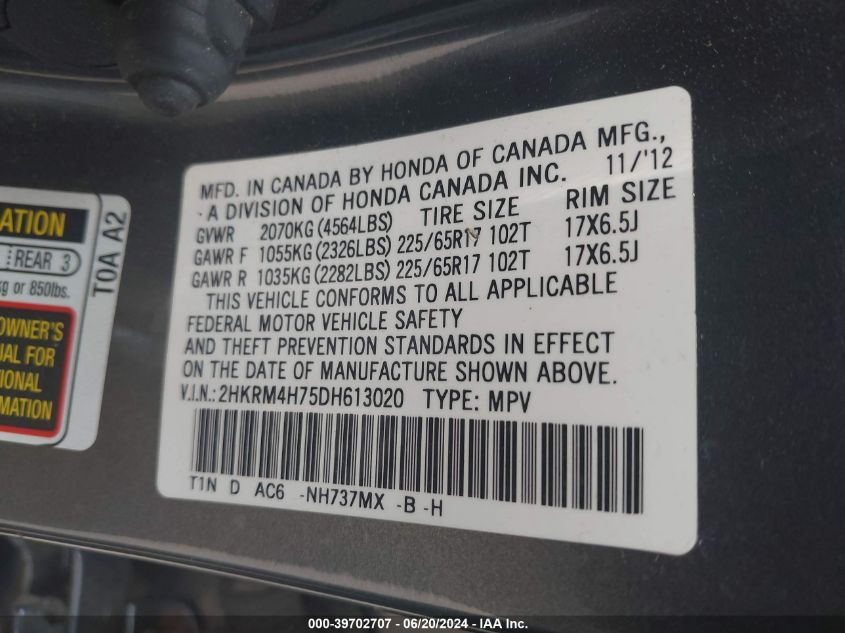 MFD. IN CANADA BY HONDA OF CANADA MFG.,
A DIVISION OF HONDA CANADA INC. 11/'12
GVWR 2070KG (4564LBS) TIRE SIZE RIM SIZE
GAWR F 1055KG (2326LBS) 225/65R17 102T 17X6.5J
GAWR R 1035KG (2282LBS) 225/65R17 102T 17X6.5J
THIS VEHICLE CONFORMS TO ALL APPLICABLE
FEDERAL MOTOR VEHICLE SAFETY
AND THEFT PREVENTION STANDARDS IN EFFECT
ON THE DATE OF MANUFACTURE SHOWN ABOVE.
V.I.N.: 2HKRM4H75DH613020 TYPE: MPV
T1N D AC6 -NH737MX -B -H
ATION
REAR 3
kg or 850lbs.
T0A A2
OWNER'S
UAL FOR
TIONAL
RMATION
000-39702707 - 06/20/2024 - IAA Inc.